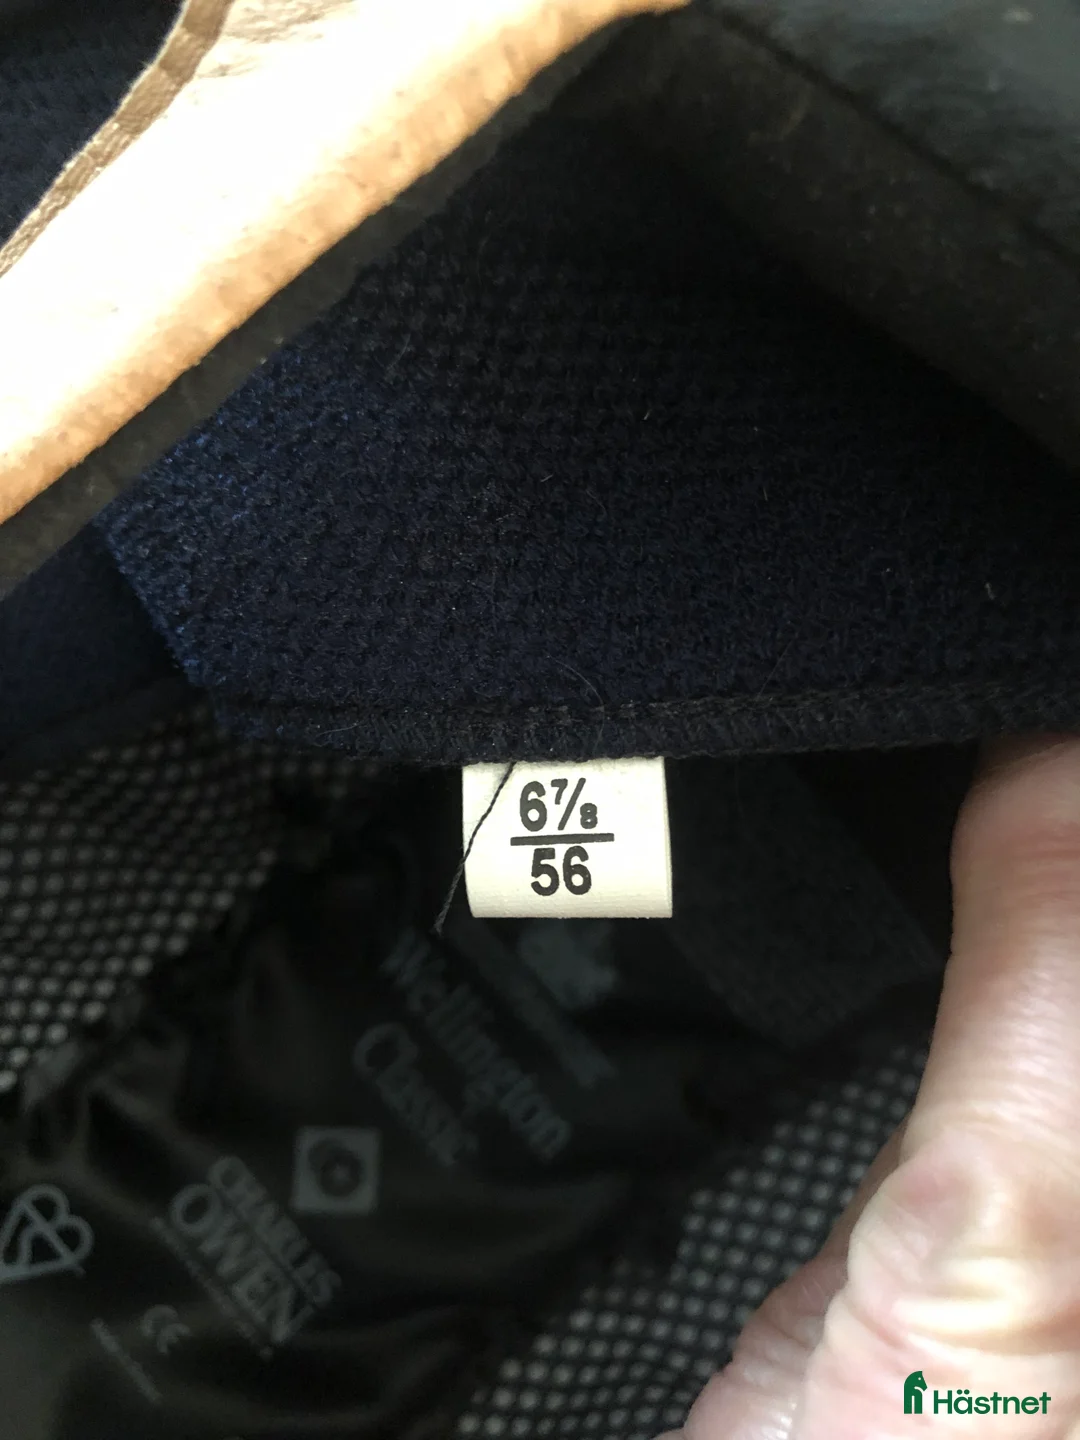 6⅞
56
Wellington
Classic
CHARLES
OWEN
CE
Hästnet